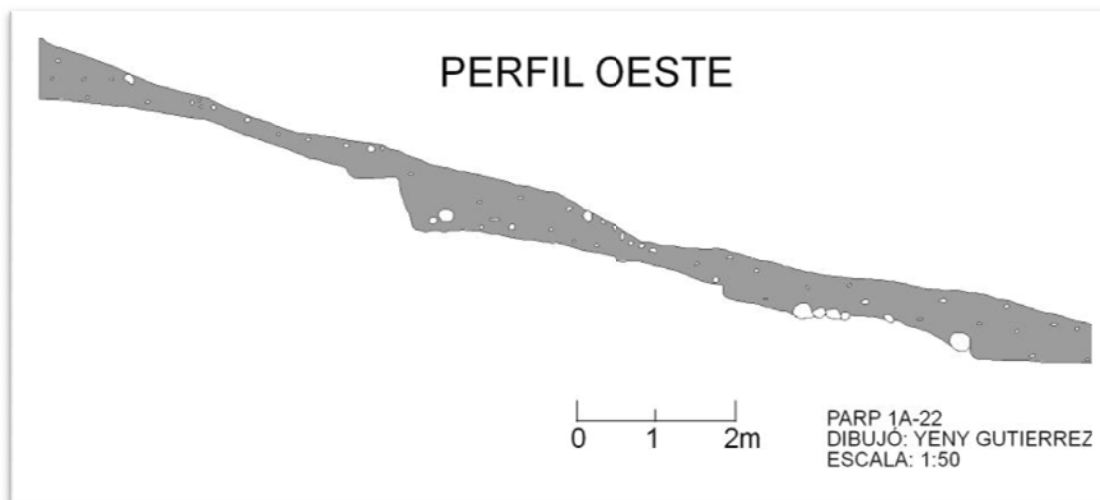 PERFIL OESTE
0 1 2m
PARP 1A-22
DIBUJÓ: YENY GUTIERREZ
ESCALA: 1:50